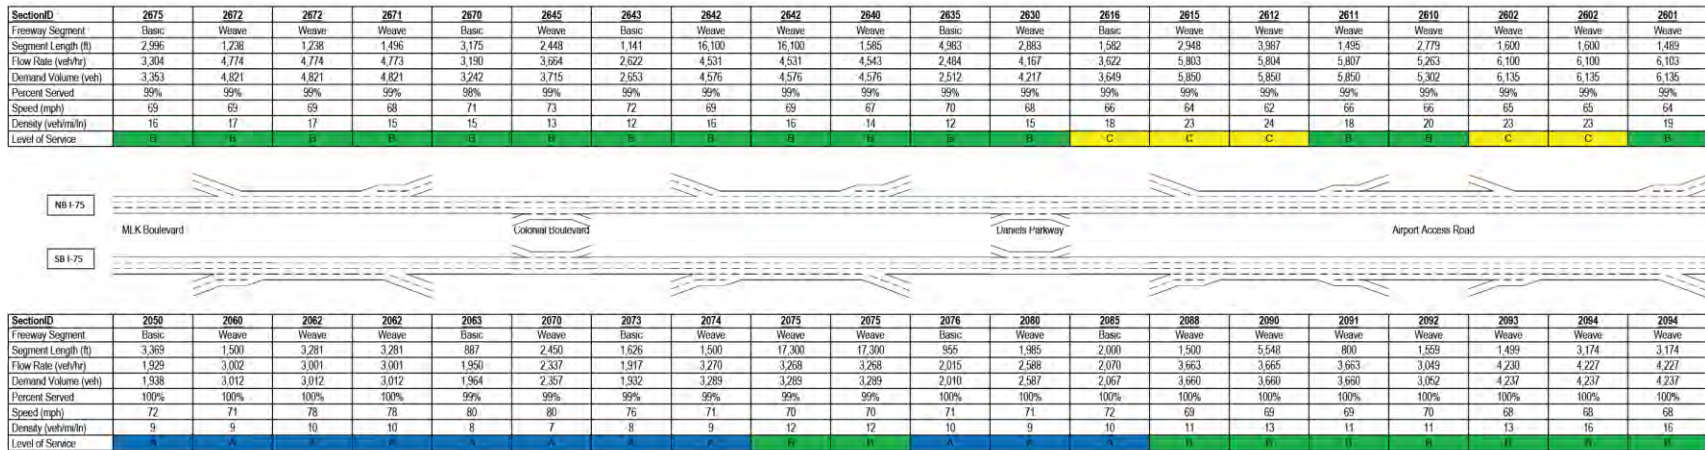 SectionID 2675 2672 2672 2671 2670 2645 2643 2642 2642 2640 2635 2630 2616 2615 2612 2611 2610 2602 2602 2601
Freeway Segment Basic Weave Weave Weave Basic Weave Basic Weave Weave Weave Basic Weave Basic Weave Weave Weave Weave Weave Weave Weave
Segment Length (ft) 2,996 1,238 1,238 1,496 3,175 2,448 1,141 16,100 16,100 1,585 4,983 2,883 1,582 2,948 3,987 1,495 2,779 1,600 1,600 1,489
Flow Rate (veh/hr) 3,304 4,774 4,774 4,773 3,190 3,664 2,622 4,531 4,531 4,543 2,484 4,167 3,622 5,803 5,804 5,807 5,263 6,100 6,100 6,103
Demand Volume (veh) 3,353 4,821 4,821 4,821 3,242 3,715 2,653 4,576 4,576 4,576 2,512 4,217 3,649 5,850 5,850 5,850 5,302 6,135 6,135 6,135
Percent Served 99% 99% 99% 99% 98% 99% 99% 99% 99% 99% 99% 99% 99% 99% 99% 99% 99% 99% 99% 99%
Speed (mph) 69 69 69 68 71 73 72 69 69 67 70 68 66 64 62 66 66 65 65 64
Density (veh/mi/ln) 16 17 17 15 15 13 12 16 16 14 12 15 18 23 24 18 20 23 23 19
Level of Service B B B B B B B B B B B B C C C B B C C B
NB I-75
MLK Boulevard Colonial Boulevard Daniels Parkway Airport Access Road
SB I-75
SectionID 2050 2060 2062 2062 2063 2070 2073 2074 2075 2075 2076 2080 2085 2088 2090 2091 2092 2093 2094 2094
Freeway Segment Basic Weave Weave Weave Basic Weave Basic Weave Weave Weave Basic Weave Basic Weave Weave Weave Weave Weave Weave Weave
Segment Length (ft) 3,369 1,500 3,281 3,281 887 2,450 1,626 1,500 17,300 17,300 955 1,985 2,000 1,500 5,548 800 1,559 1,499 3,174 3,174
Flow Rate (veh/hr) 1,929 3,002 3,001 3,001 1,950 2,337 1,917 3,270 3,268 3,268 2,015 2,588 2,070 3,663 3,665 3,663 3,049 4,230 4,227 4,227
Demand Volume (veh) 1,938 3,012 3,012 3,012 1,964 2,357 1,932 3,289 3,289 3,289 2,010 2,587 2,067 3,660 3,660 3,660 3,052 4,237 4,237 4,237
Percent Served 100% 100% 100% 100% 99% 99% 99% 99% 99% 99% 100% 100% 100% 100% 100% 100% 100% 100% 100% 100%
Speed (mph) 72 71 78 78 80 80 76 71 70 70 71 71 72 69 69 69 70 68 68 68
Density (veh/mi/ln) 9 9 10 10 8 7 8 9 12 12 10 9 10 11 13 11 11 13 16 16
Level of Service A A A A A A A A B B A A A B B B B B B B